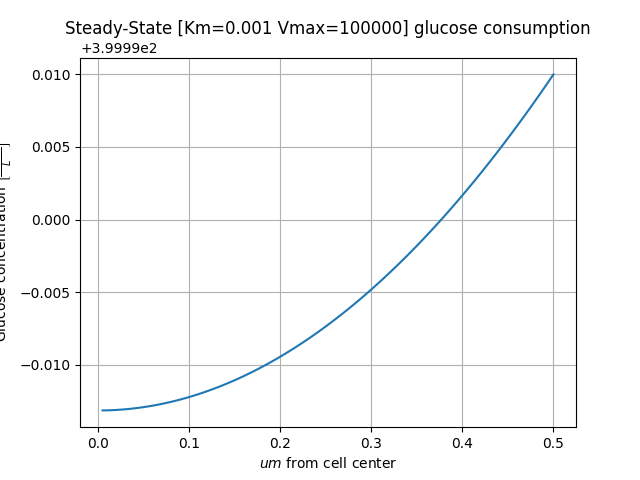 Steady-State [Km=0.001 Vmax=100000] glucose consumption
+3.9999e2
0.010
0.005
0.000
−0.005
−0.010
Glucose concentration
0.0 0.1 0.2 0.3 0.4 0.5
um from cell center